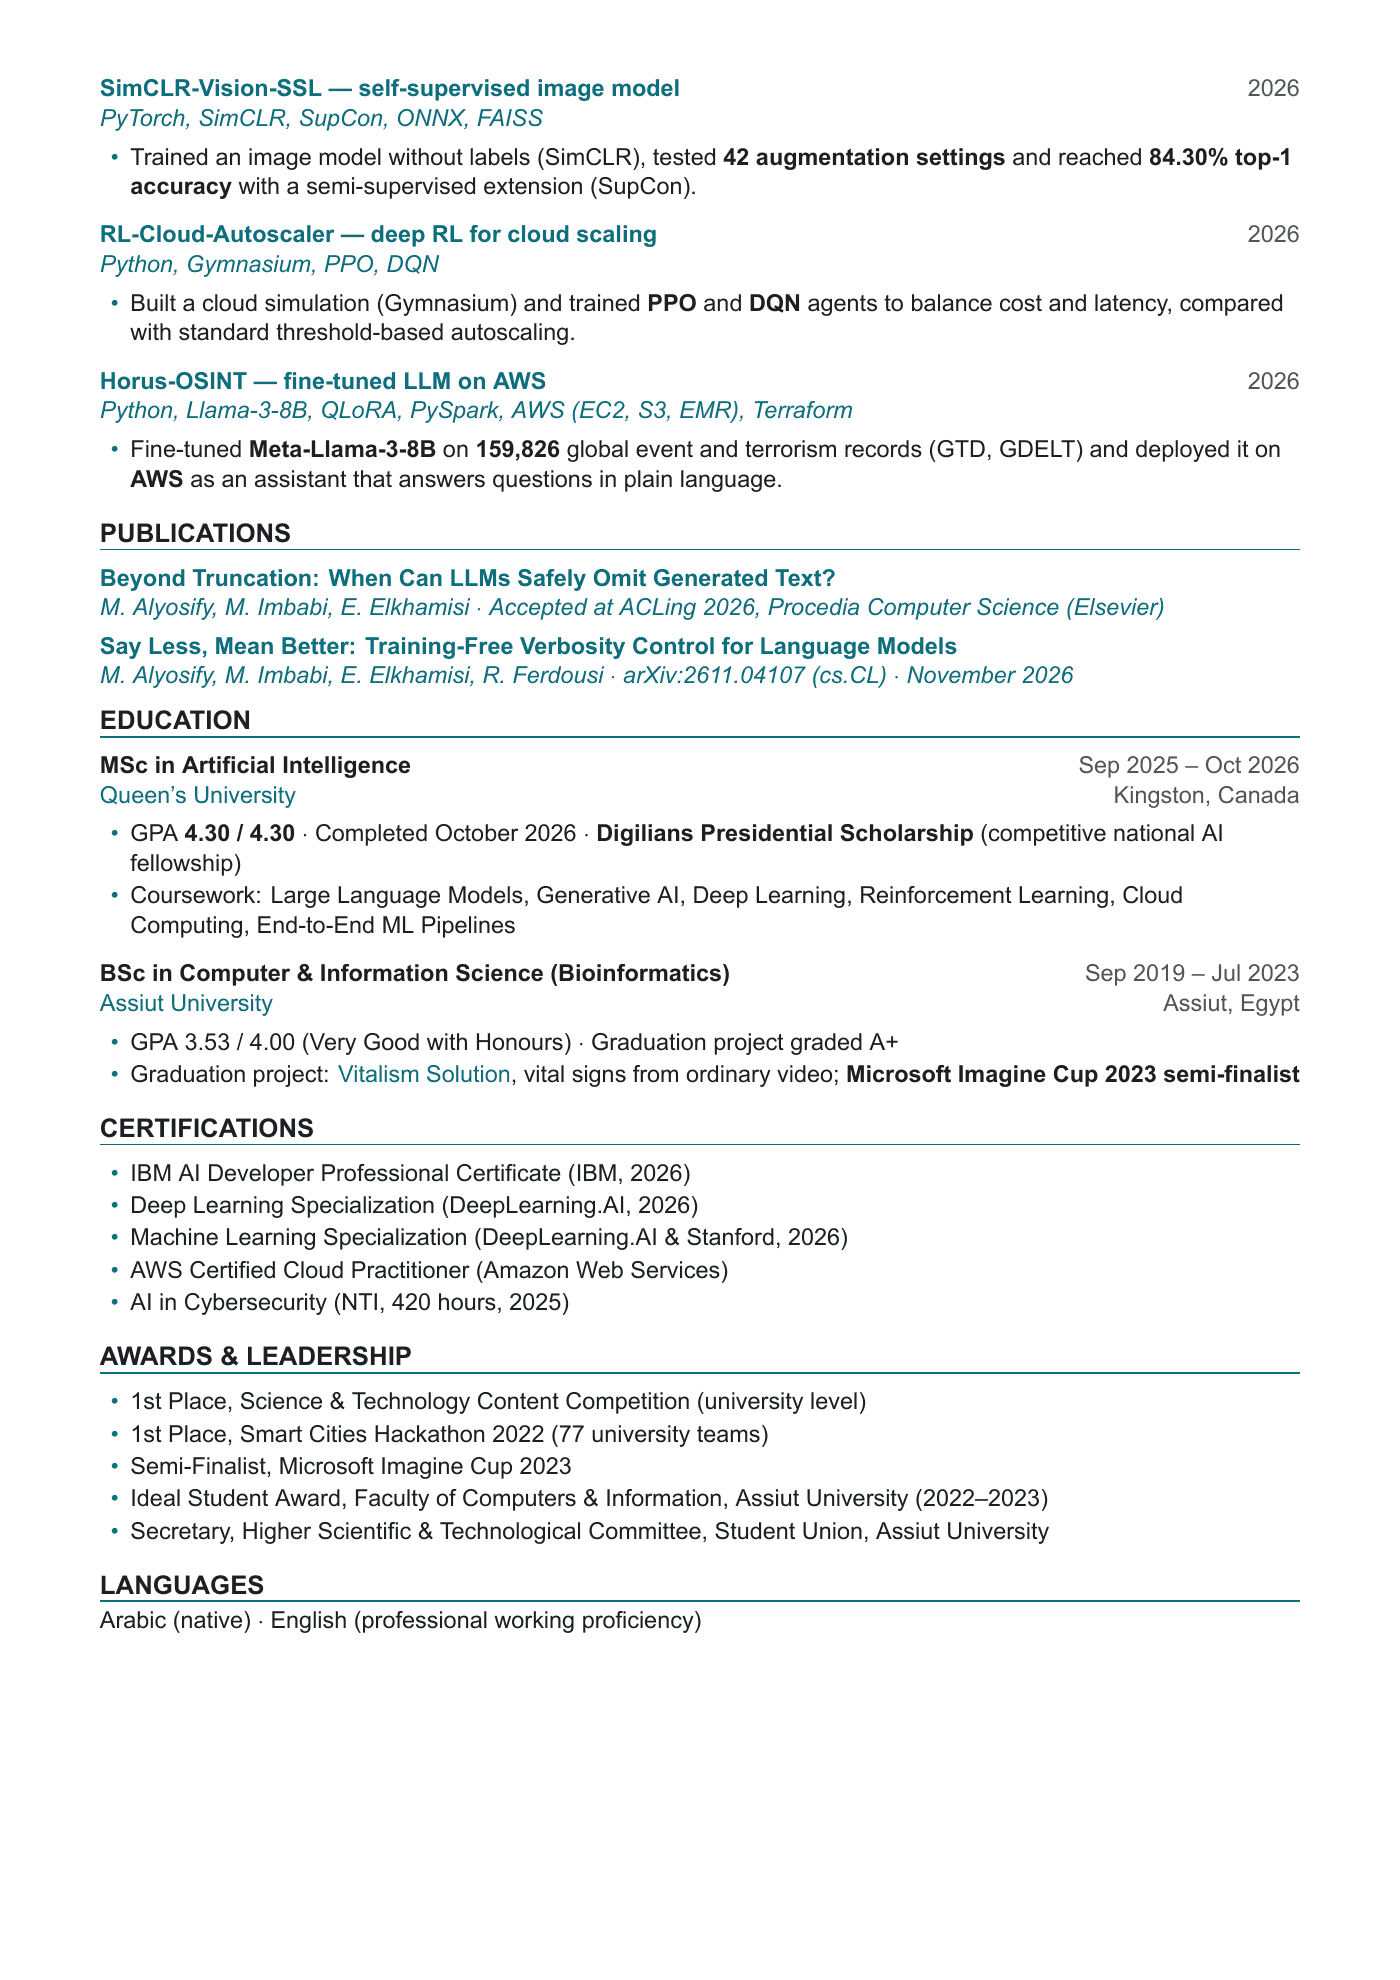 SimCLR-Vision-SSL — self-supervised image model 2026
PyTorch, SimCLR, SupCon, ONNX, FAISS
• Trained an image model without labels (SimCLR), tested 42 augmentation settings and reached 84.30% top-1
accuracy with a semi-supervised extension (SupCon).
RL-Cloud-Autoscaler — deep RL for cloud scaling 2026
Python, Gymnasium, PPO, DQN
• Built a cloud simulation (Gymnasium) and trained PPO and DQN agents to balance cost and latency, compared
with standard threshold-based autoscaling.
Horus-OSINT — fine-tuned LLM on AWS 2026
Python, Llama-3-8B, QLoRA, PySpark, AWS (EC2, S3, EMR), Terraform
• Fine-tuned Meta-Llama-3-8B on 159,826 global event and terrorism records (GTD, GDELT) and deployed it on
AWS as an assistant that answers questions in plain language.
PUBLICATIONS
Beyond Truncation: When Can LLMs Safely Omit Generated Text?
M. Alyosify, M. Imbabi, E. Elkhamisi · Accepted at ACLing 2026, Procedia Computer Science (Elsevier)
Say Less, Mean Better: Training-Free Verbosity Control for Language Models
M. Alyosify, M. Imbabi, E. Elkhamisi, R. Ferdousi · arXiv:2611.04107 (cs.CL) · November 2026
EDUCATION
MSc in Artificial Intelligence Sep 2025 – Oct 2026
Queen’s University Kingston, Canada
• GPA 4.30 / 4.30 · Completed October 2026 · Digilians Presidential Scholarship (competitive national AI
fellowship)
• Coursework: Large Language Models, Generative AI, Deep Learning, Reinforcement Learning, Cloud
Computing, End-to-End ML Pipelines
BSc in Computer & Information Science (Bioinformatics) Sep 2019 – Jul 2023
Assiut University Assiut, Egypt
• GPA 3.53 / 4.00 (Very Good with Honours) · Graduation project graded A+
• Graduation project: Vitalism Solution, vital signs from ordinary video; Microsoft Imagine Cup 2023 semi-finalist
CERTIFICATIONS
• IBM AI Developer Professional Certificate (IBM, 2026)
• Deep Learning Specialization (DeepLearning.AI, 2026)
• Machine Learning Specialization (DeepLearning.AI & Stanford, 2026)
• AWS Certified Cloud Practitioner (Amazon Web Services)
• AI in Cybersecurity (NTI, 420 hours, 2025)
AWARDS & LEADERSHIP
• 1st Place, Science & Technology Content Competition (university level)
• 1st Place, Smart Cities Hackathon 2022 (77 university teams)
• Semi-Finalist, Microsoft Imagine Cup 2023
• Ideal Student Award, Faculty of Computers & Information, Assiut University (2022–2023)
• Secretary, Higher Scientific & Technological Committee, Student Union, Assiut University
LANGUAGES
Arabic (native) · English (professional working proficiency)